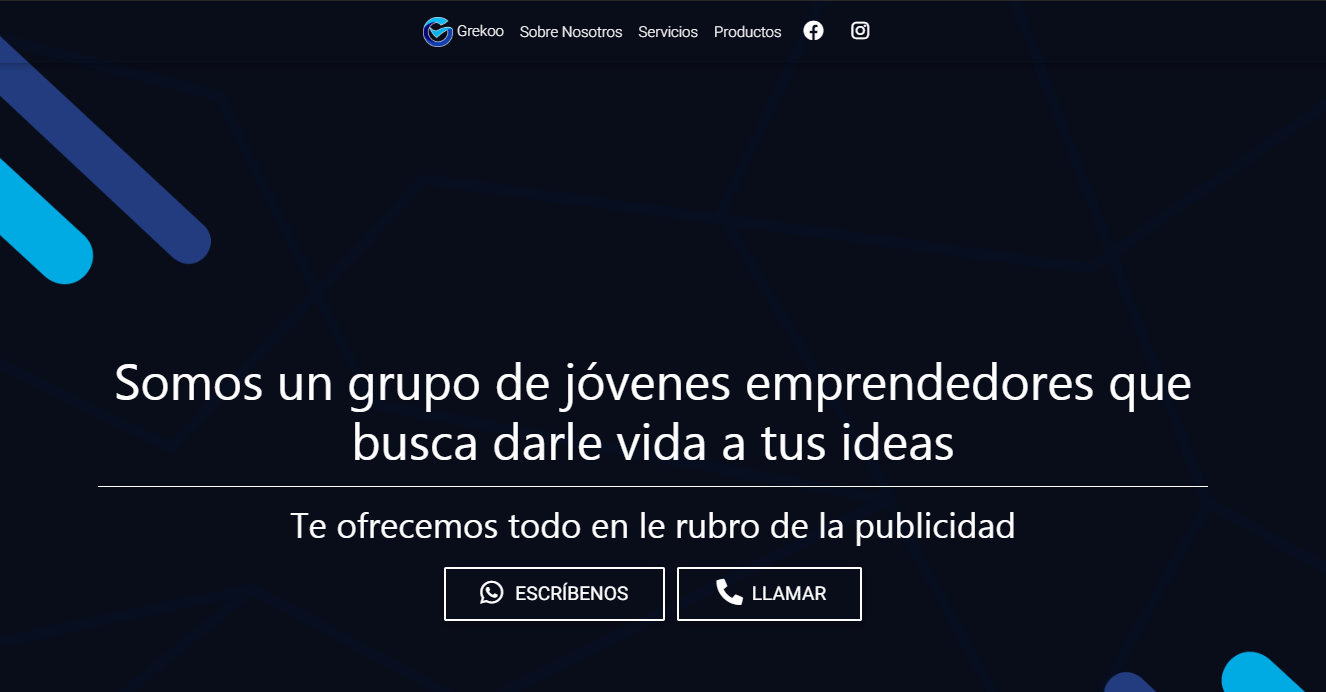 Grekoo Sobre Nosotros Servicios Productos
Somos un grupo de jóvenes emprendedores que
busca darle vida a tus ideas
Te ofrecemos todo en le rubro de la publicidad
ESCRÍBENOS LLAMAR